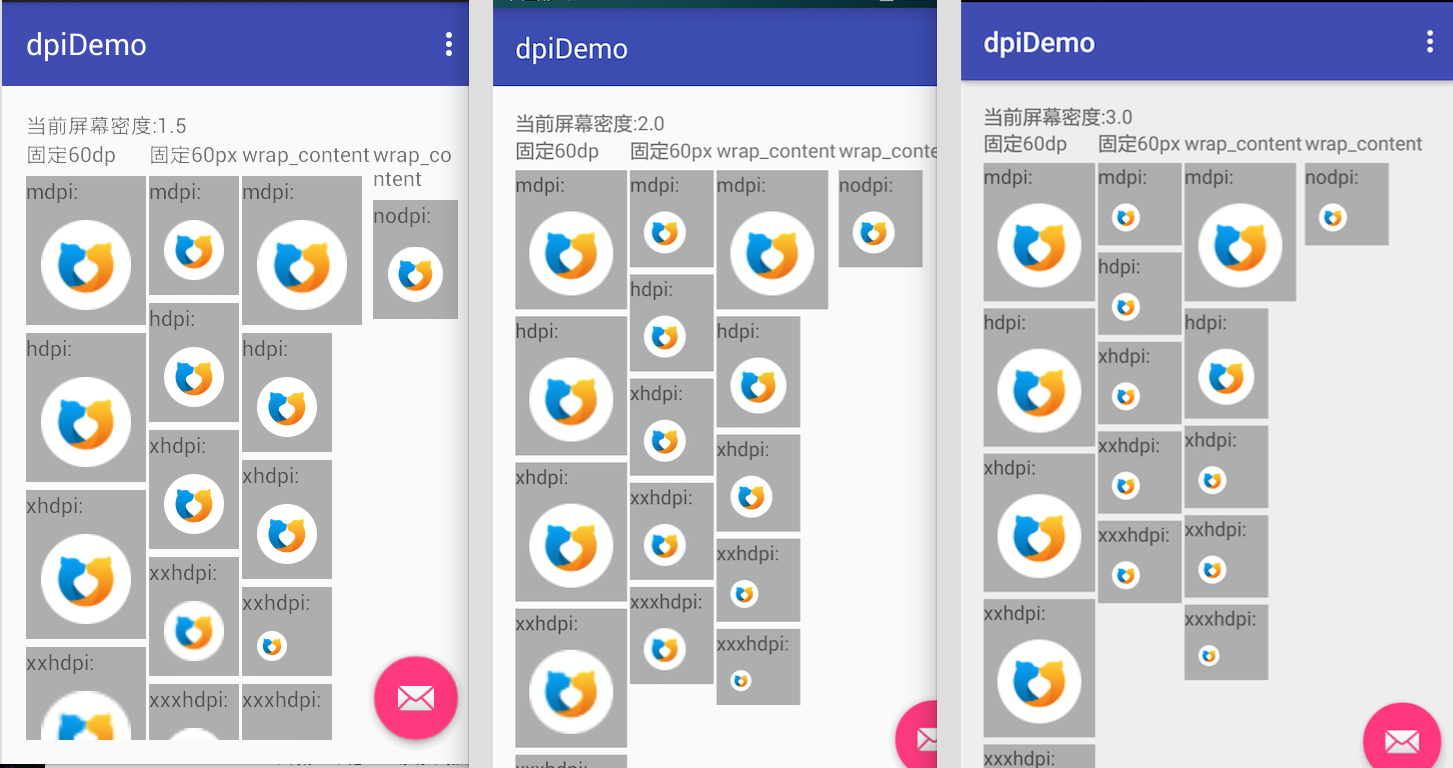 dpiDemo
当前屏幕密度:1.5
固定60dp 固定60px wrap_content wrap_co
ntent
mdpi: mdpi: mdpi:
nodpi:
hdpi:
hdpi: hdpi:
xhdpi:
xhdpi:
xhdpi:
xxhdpi:
xxhdpi:
xxhdpi:
xxxhdpi: xxxhdpi:
dpiDemo
当前屏幕密度:2.0
固定60dp 固定60px wrap_content wrap_conte
mdpi: mdpi: mdpi: nodpi:
hdpi:
hdpi: hdpi:
xhdpi:
xhdpi:
xhdpi:
xxhdpi:
xxhdpi:
xxxhdpi:
xxhdpi:
xxxhdpi:
dpiDemo
当前屏幕密度:3.0
固定60dp 固定60px wrap_content wrap_content
mdpi: mdpi: mdpi: nodpi:
hdpi:
hdpi: hdpi:
xhdpi:
xhdpi:
xhdpi:
xxhdpi:
xxhdpi:
xxxhdpi:
xxhdpi:
xxxhdpi:
xxxhdpi: